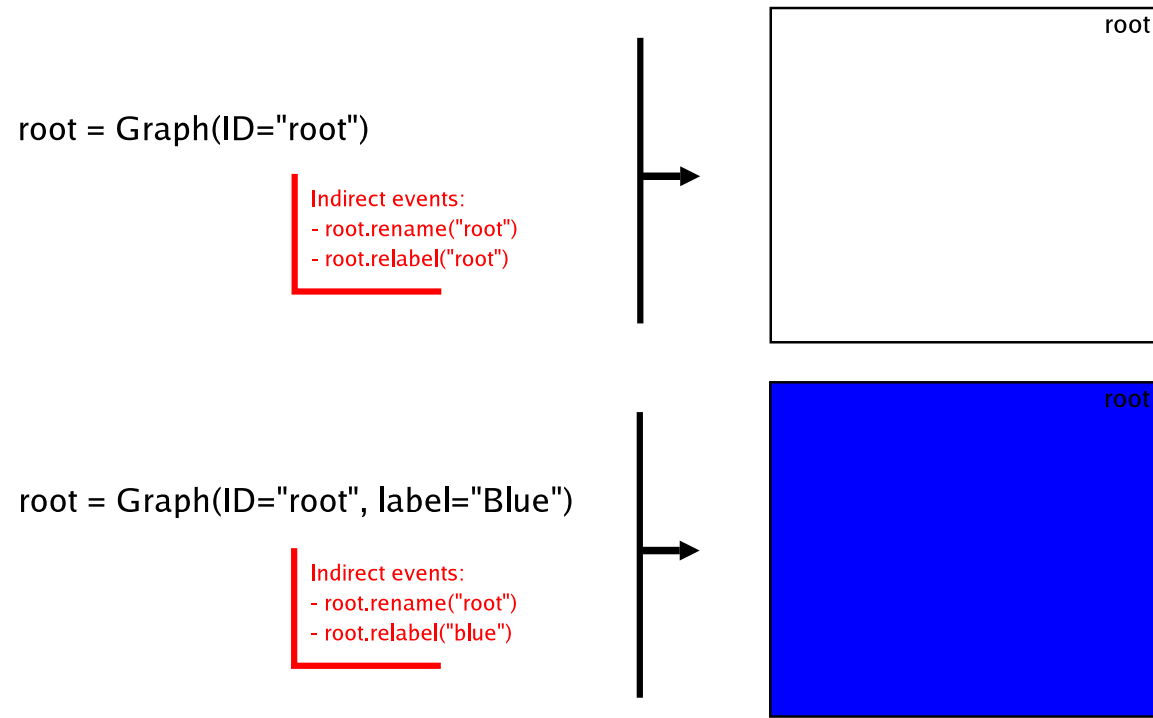 root
root = Graph(ID="root")
Indirect events:
- root.rename("root")
- root.relabel("root")
root
root = Graph(ID="root", label="Blue")
Indirect events:
- root.rename("root")
- root.relabel("blue")